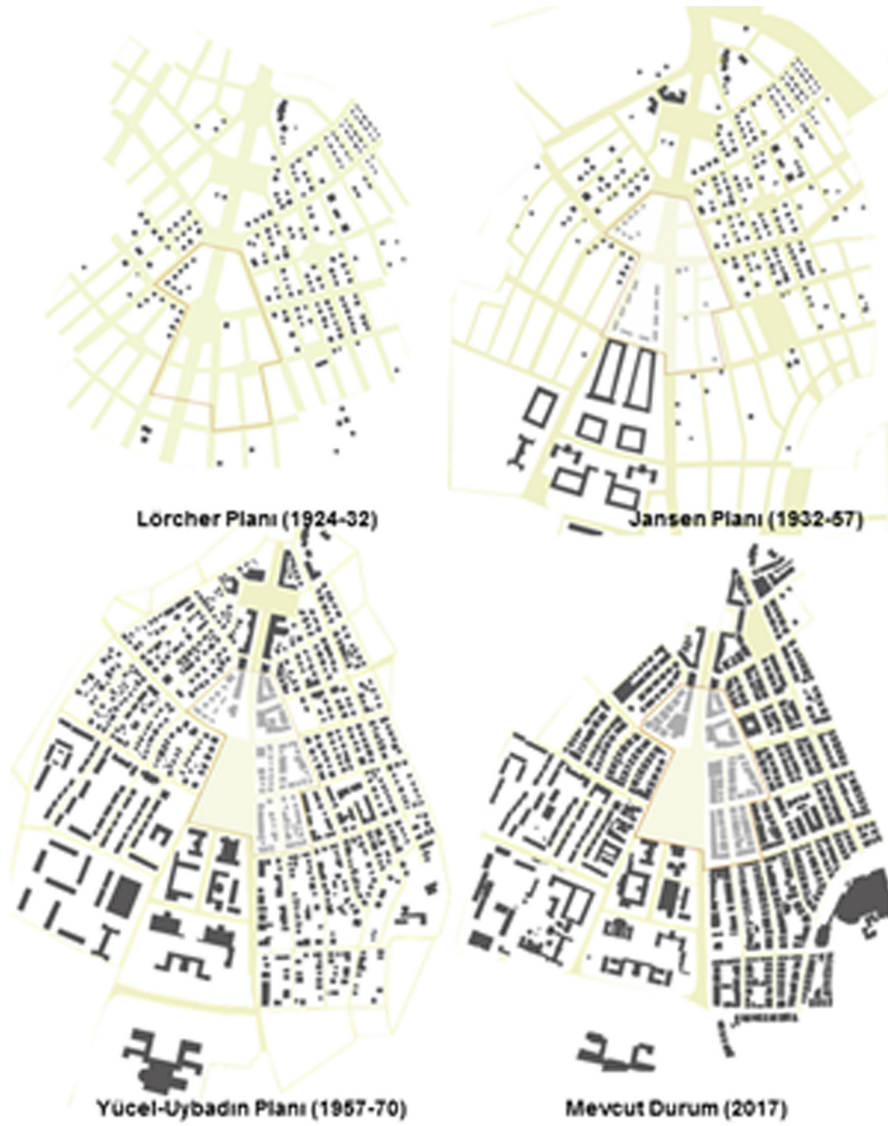 Lörcher Planı (1924-32)
Jansen Planı (1932-57)
Yücel-Uybadın Planı (1957-70)
Mevcut Durum (2017)